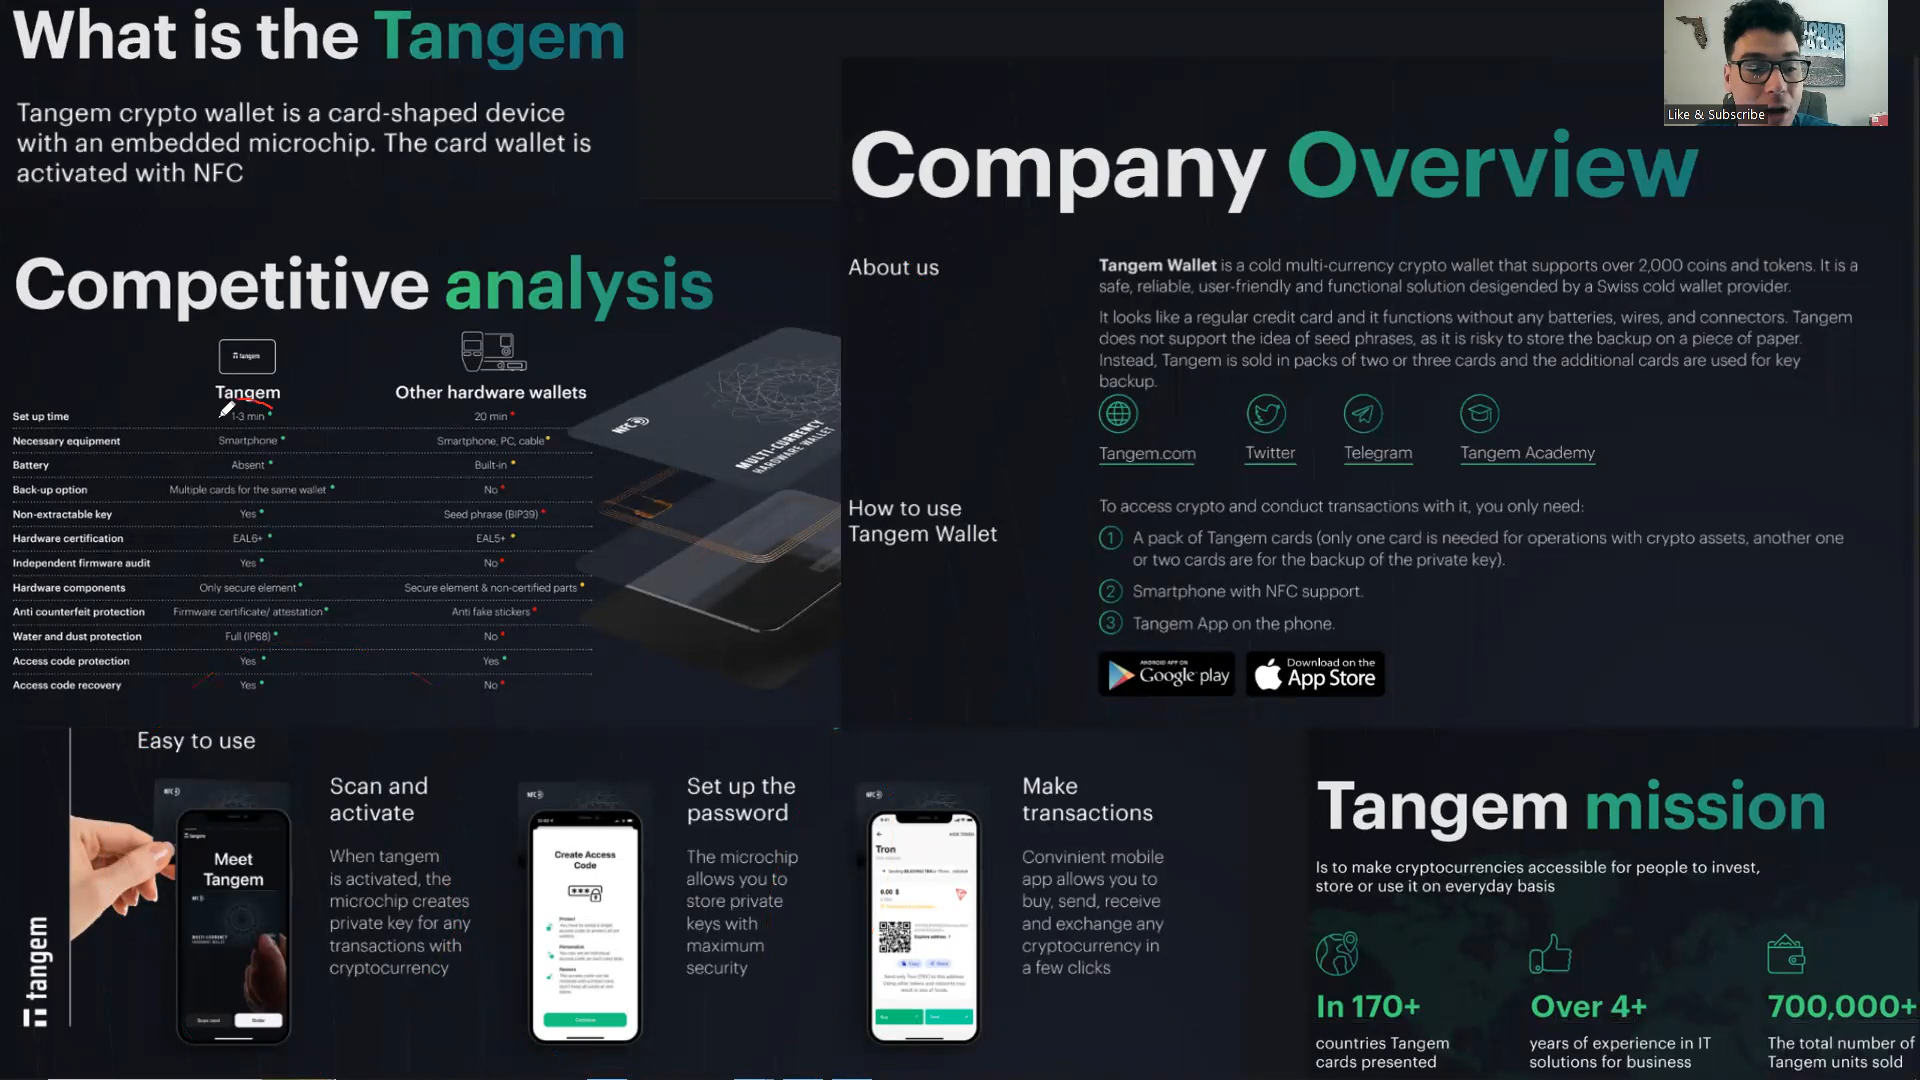 What is the Tangem
Tangem crypto wallet is a card-shaped device
with an embedded microchip. The card wallet is
activated with NFC
Competitive analysis
tangem
Tangem Other hardware wallets
Set up time 1-3 min 20 min
Necessary equipment Smartphone Smartphone, PC, cable
Battery Absent Built-in
Back-up option Multiple cards for the same wallet No
Non-extractable key Yes Seed phrase (BIP39)
Hardware certification EAL6+ EAL5+
Independent firmware audit Yes No
Hardware components Only secure element Secure element & non-certified parts
Anti counterfeit protection Firmware certificate/ attestation Anti fake stickers
Water and dust protection Full (IP68) No
Access code protection Yes Yes
Access code recovery Yes No
NFC
MULTI-CURRENCY
HARDWARE WALLET
Like & Subscribe
Company Overview
About us
Tangem Wallet is a cold multi-currency crypto wallet that supports over 2,000 coins and tokens. It is a
safe, reliable, user-friendly and functional solution desigended by a Swiss cold wallet provider.
It looks like a regular credit card and it functions without any batteries, wires, and connectors. Tangem
does not support the idea of seed phrases, as it is risky to store the backup on a piece of paper.
Instead, Tangem is sold in packs of two or three cards and the additional cards are used for key
backup.
Tangem.com Twitter Telegram Tangem Academy
How to use
Tangem Wallet
To access crypto and conduct transactions with it, you only need:
1 A pack of Tangem cards (only one card is needed for operations with crypto assets, another one
or two cards are for the backup of the private key).
2 Smartphone with NFC support.
3 Tangem App on the phone.
ANDROID APP ON
Google play
Download on the
App Store
Easy to use
tangem
NFC
Meet
Tangem
Scan and
activate
When tangem
is activated, the
microchip creates
private key for any
transactions with
cryptocurrency
NFC
Create Access
Code
Continue
Set up the
password
The microchip
allows you to
store private
keys with
maximum
security
NFC
Tron
0.00 $
Explore address
Copy Share
Buy Send
Make
transactions
Convinient mobile
app allows you to
buy, send, receive
and exchange any
cryptocurrency in
a few clicks
Tangem mission
Is to make cryptocurrencies accessible for people to invest,
store or use it on everyday basis
In 170+
countries Tangem
cards presented
Over 4+
years of experience in IT
solutions for business
700,000+
The total number of
Tangem units sold